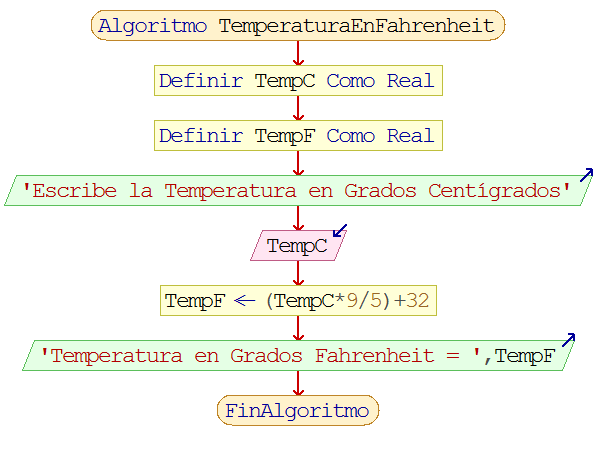 Algoritmo TemperaturaEnFahrenheit
Definir TempC Como Real
Definir TempF Como Real
'Escribe la Temperatura en Grados Centígrados'
TempC
TempF ← (TempC*9/5)+32
'Temperatura en Grados Fahrenheit = ',TempF
FinAlgoritmo